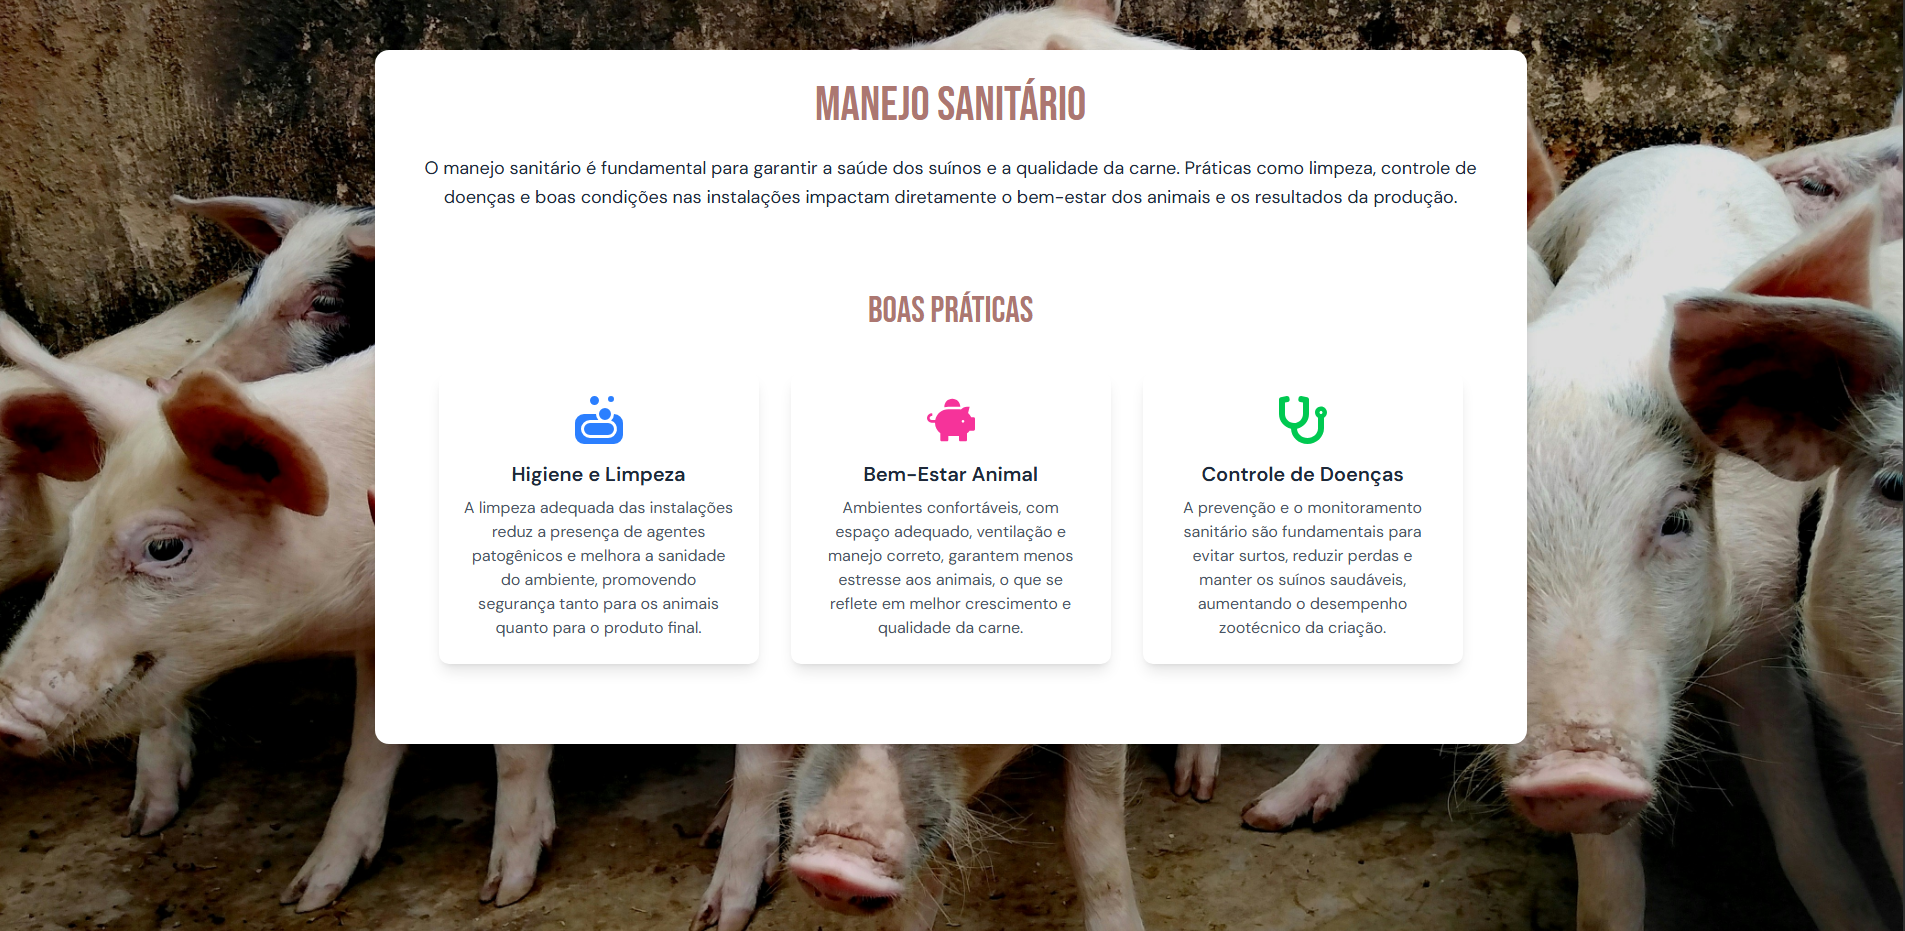 MANEJO SANITÁRIO
O manejo sanitário é fundamental para garantir a saúde dos suínos e a qualidade da carne. Práticas como limpeza, controle de
doenças e boas condições nas instalações impactam diretamente o bem-estar dos animais e os resultados da produção.
BOAS PRÁTICAS
Higiene e Limpeza
A limpeza adequada das instalações
reduz a presença de agentes
patogênicos e melhora a sanidade
do ambiente, promovendo
segurança tanto para os animais
quanto para o produto final.
Bem-Estar Animal
Ambientes confortáveis, com
espaço adequado, ventilação e
manejo correto, garantem menos
estresse aos animais, o que se
reflete em melhor crescimento e
qualidade da carne.
Controle de Doenças
A prevenção e o monitoramento
sanitário são fundamentais para
evitar surtos, reduzir perdas e
manter os suínos saudáveis,
aumentando o desempenho
zootécnico da criação.